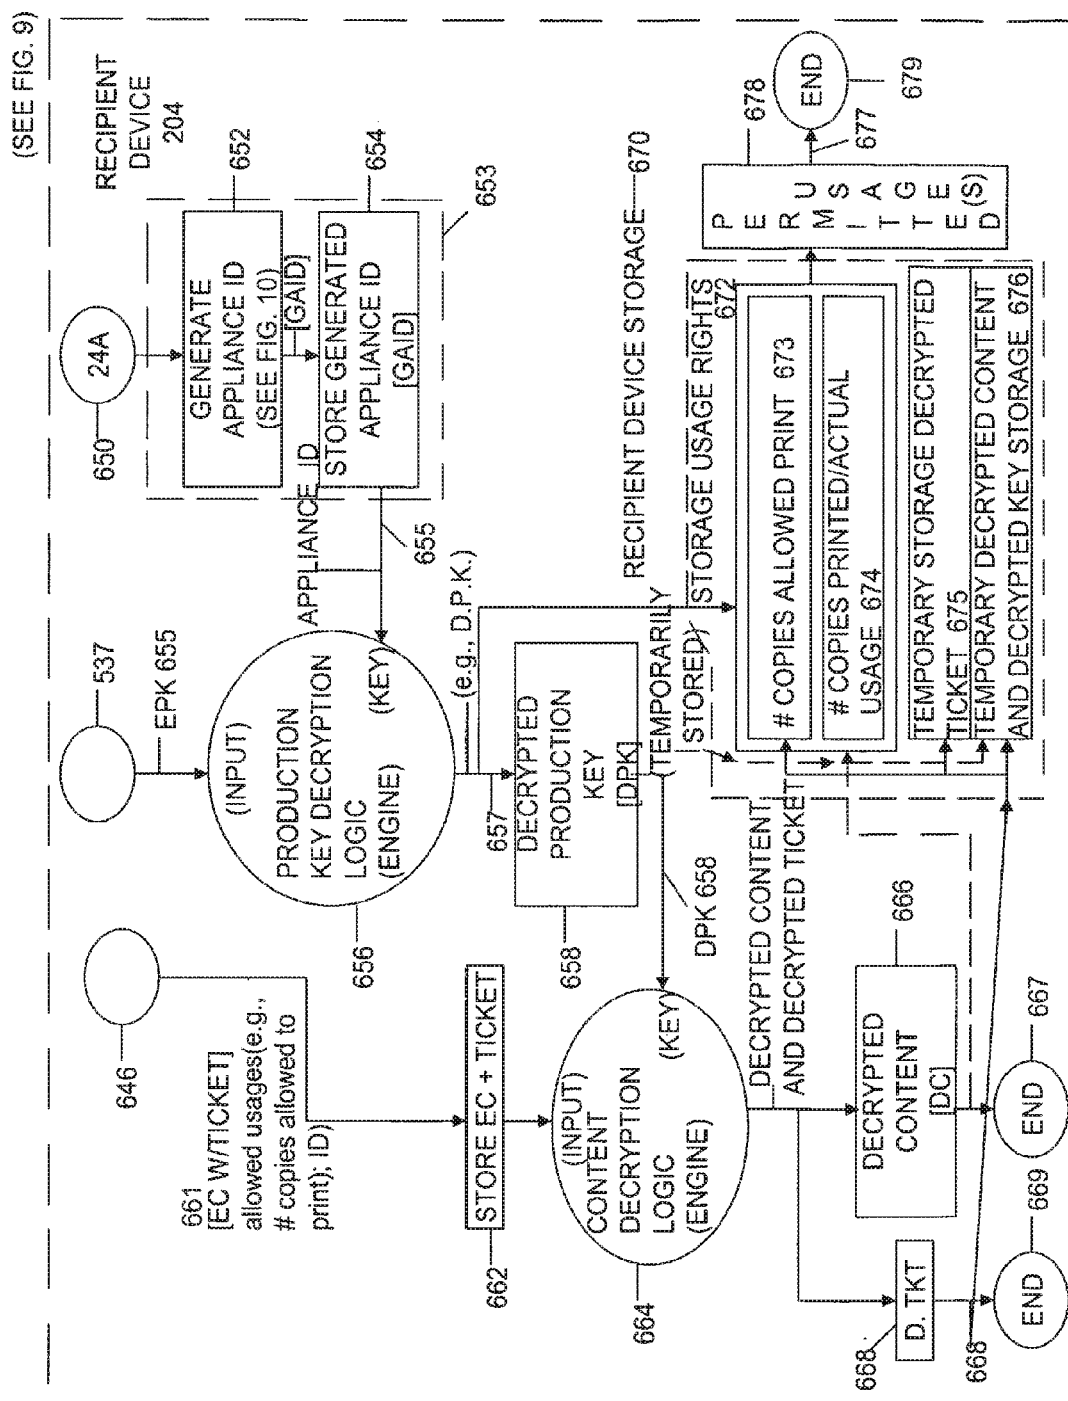 (SEE FIG. 9)
RECIPIENT
DEVICE
204
24A
650
GENERATE
APPLIANCE ID
(SEE FIG. 10)
652
[GAID]
STORE GENERATED
APPLIANCE ID
[GAID]
654
653
APPLIANCE ID
655
537
EPK 655
(INPUT)
PRODUCTION
KEY DECRYPTION
LOGIC
(ENGINE)
(KEY)
656
(e.g., D.P.K.)
657
DECRYPTED
PRODUCTION
KEY
[DPK]
658
(TEMPORARILY
STORED)
DPK 658
646
661
[EC W/TICKET]
allowed usages(e.g.,
# copies allowed to
print); ID)
STORE EC + TICKET
662
(INPUT)
CONTENT
DECRYPTION
LOGIC
(ENGINE)
(KEY)
664
DECRYPTED CONTENT
AND DECRYPTED TICKET
DECRYPTED
CONTENT
[DC]
666
END
667
D. TKT
668
668
END
669
RECIPIENT DEVICE STORAGE
670
STORAGE USAGE RIGHTS
STORAGE USAGE RIGHTS
672
# COPIES ALLOWED PRINT 673
# COPIES PRINTED/ACTUAL
USAGE 674
TEMPORARY STORAGE DECRYPTED
TICKET 675
TEMPORARY DECRYPTED CONTENT
AND DECRYPTED KEY STORAGE 676
PERMITTED
USAGE(S)
678
677
END
679